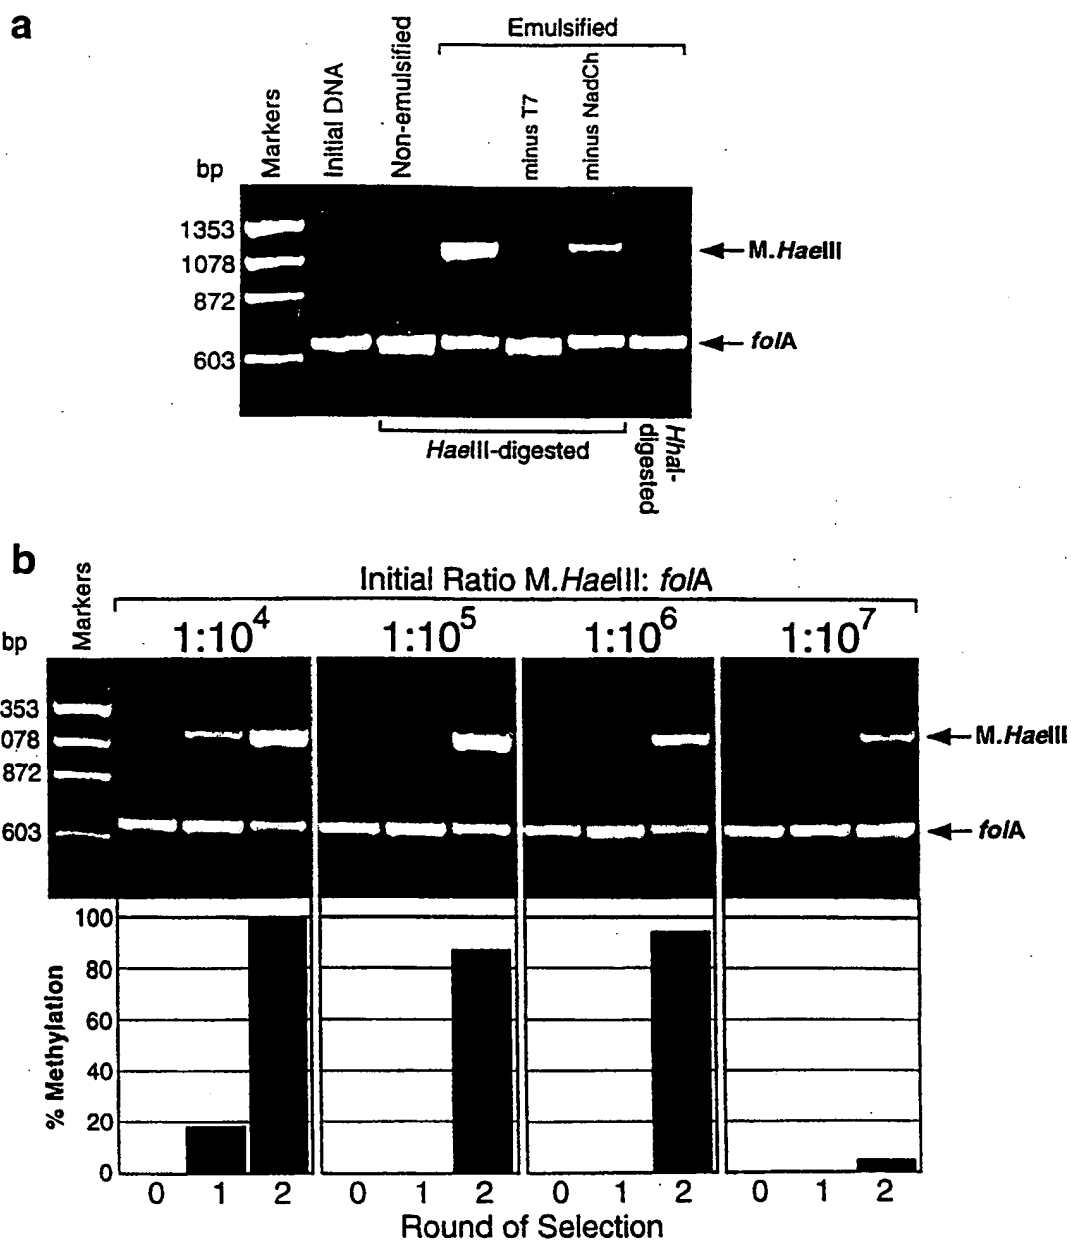 a
Emulsified
Markers
Initial DNA
Non-emulsified
minus T7
minus NadCh
bp
1353
1078
872
603
M.HaeIII
folA
HaeIII-digested
HhaI-
digested
b
Initial Ratio M.HaeIII: folA
Markers
bp
1:10⁴ 1:10⁵ 1:10⁶ 1:10⁷
353
078
872
603
M.HaeIII
folA
% Methylation
100
80
60
40
20
0
0 1 2 0 1 2 0 1 2 0 1 2
Round of Selection